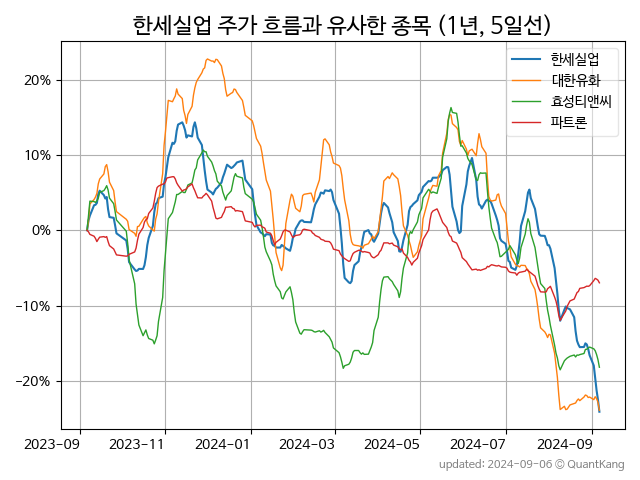 한세실업 주가 흐름과 유사한 종목 (1년, 5일선)
한세실업
대한유화
효성티앤씨
파트론
20%
10%
0%
−10%
−20%
2023-09
2023-11
2024-01
2024-03
2024-05
2024-07
2024-09
updated: 2024-09-06 © QuantKang